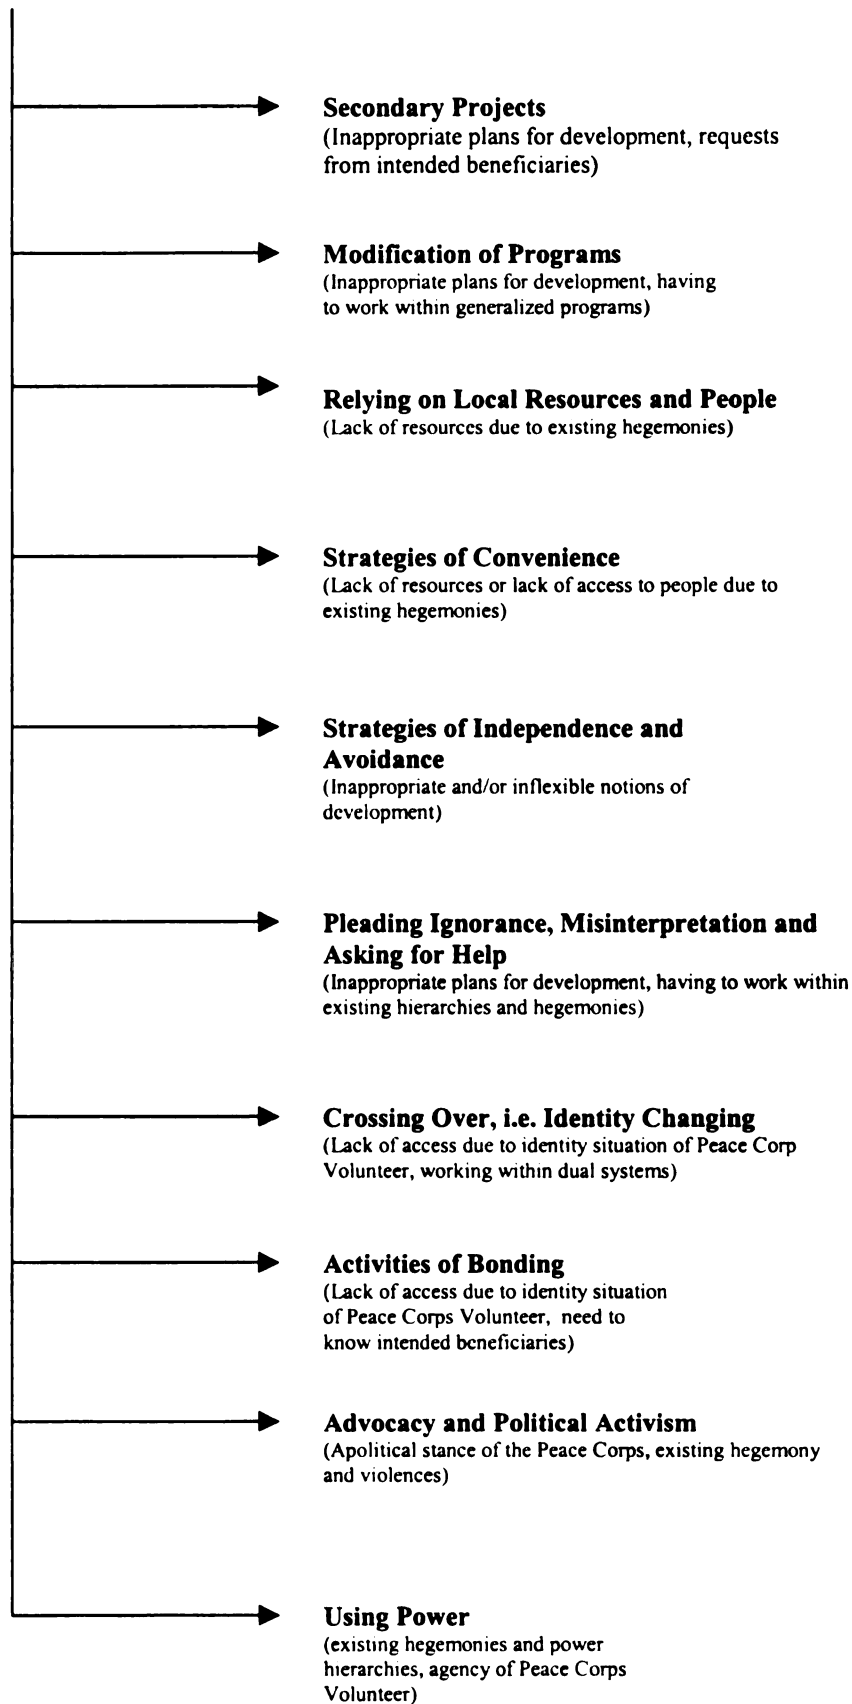 Secondary Projects
(Inappropriate plans for development, requests
from intended beneficiaries)
Modification of Programs
(Inappropriate plans for development, having
to work within generalized programs)
Relying on Local Resources and People
(Lack of resources due to existing hegemonies)
Strategies of Convenience
(Lack of resources or lack of access to people due to
existing hegemonies)
Strategies of Independence and
Avoidance
(Inappropriate and/or inflexible notions of
development)
Pleading Ignorance, Misinterpretation and
Asking for Help
(Inappropriate plans for development, having to work within
existing hierarchies and hegemonies)
Crossing Over, i.e. Identity Changing
(Lack of access due to identity situation of Peace Corp
Volunteer, working within dual systems)
Activities of Bonding
(Lack of access due to identity situation
of Peace Corps Volunteer, need to
know intended beneficiaries)
Advocacy and Political Activism
(Apolitical stance of the Peace Corps, existing hegemony
and violences)
Using Power
(existing hegemonies and power
hierarchies, agency of Peace Corps
Volunteer)